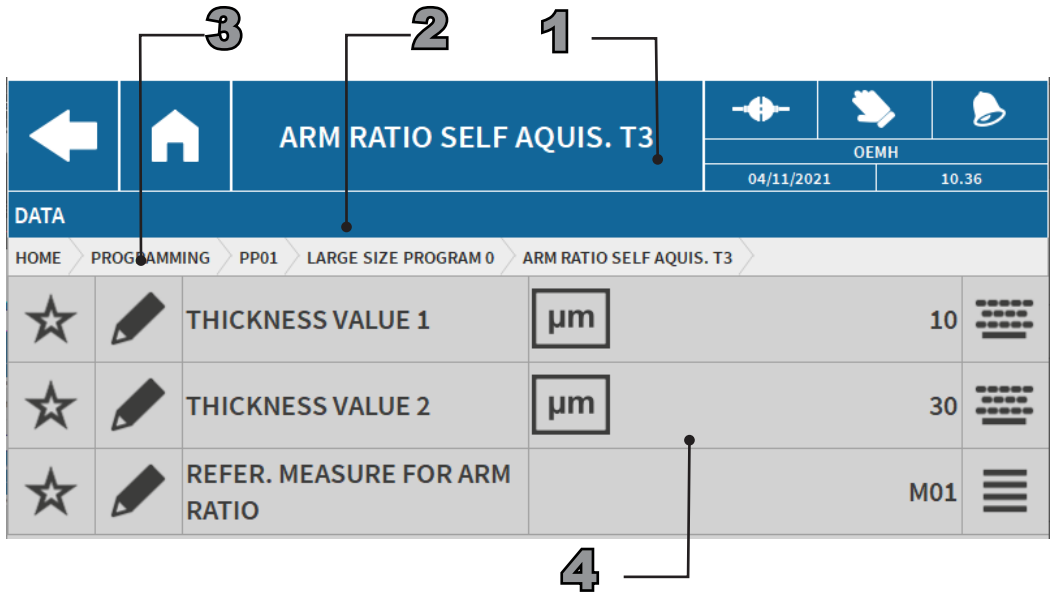 3 2 1
ARM RATIO SELF AQUIS. T3
OEMH
04/11/2021 10.36
DATA
HOME PROGRAMMING PP01 LARGE SIZE PROGRAM 0 ARM RATIO SELF AQUIS. T3
THICKNESS VALUE 1 µm 10
THICKNESS VALUE 2 µm 30
REFER. MEASURE FOR ARM
RATIO M01
4